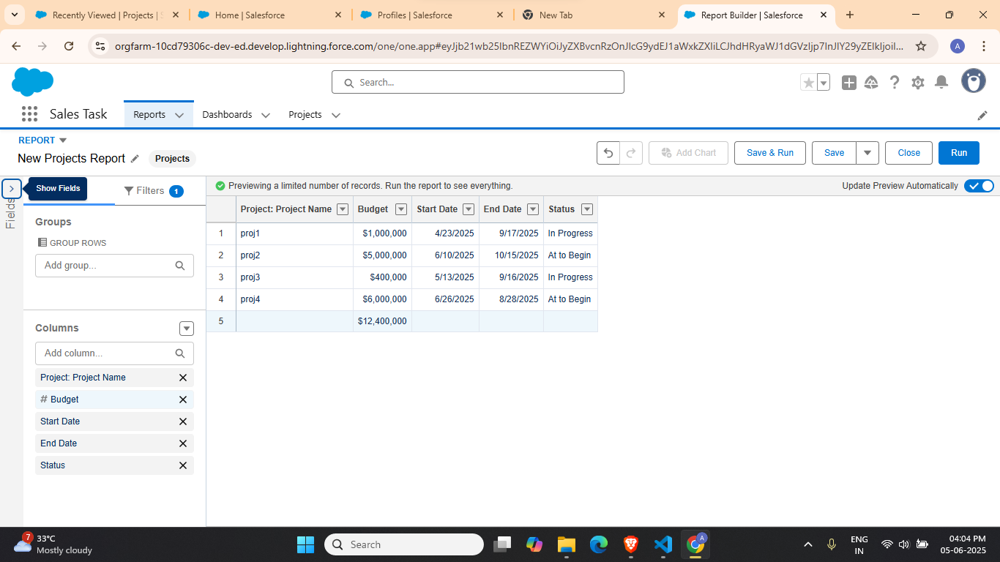 Recently Viewed | Projects | S
Home | Salesforce
Profiles | Salesforce
New Tab
Report Builder | Salesforce
orgfarm-10cd79306c-dev-ed.develop.lightning.force.com/one/one.app#eyJjb21wb25lbnREZWYiOiJyZXBvcnRzOnJlcG9ydEJ1aWxkZXIiLCJhdHRyaWJ1dGVzIjp7InJlY29yZElkIjoiI...
A
Search...
Sales Task
Reports
Dashboards
Projects
REPORT
New Projects Report
Projects
Add Chart
Save & Run
Save
Close
Run
Fields
Show Fields
Filters 1
Previewing a limited number of records. Run the report to see everything.
Update Preview Automatically
Groups
GROUP ROWS
Add group...
Columns
Add column...
Project: Project Name
# Budget
Start Date
End Date
Status
Project: Project Name Budget Start Date End Date Status
1 proj1 $1,000,000 4/23/2025 9/17/2025 In Progress
2 proj2 $5,000,000 6/10/2025 10/15/2025 At to Begin
3 proj3 $400,000 5/13/2025 9/16/2025 In Progress
4 proj4 $6,000,000 6/26/2025 8/28/2025 At to Begin
5 $12,400,000
7
33°C
Mostly cloudy
Search
A
ENG
IN
04:04 PM
05-06-2025